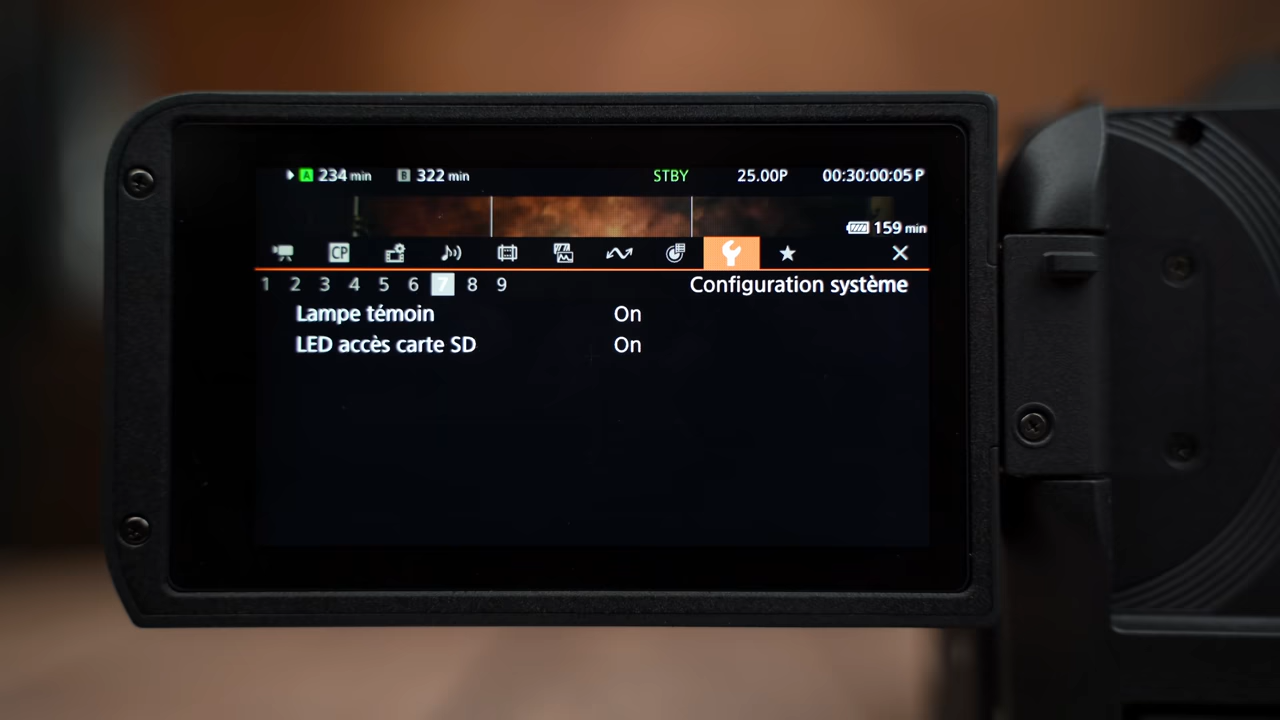 A 234 min B 322 min STBY 25.00P 00:30:00:05 P
159 min
CP
1 2 3 4 5 6 7 8 9 Configuration système
Lampe témoin On
LED accès carte SD On